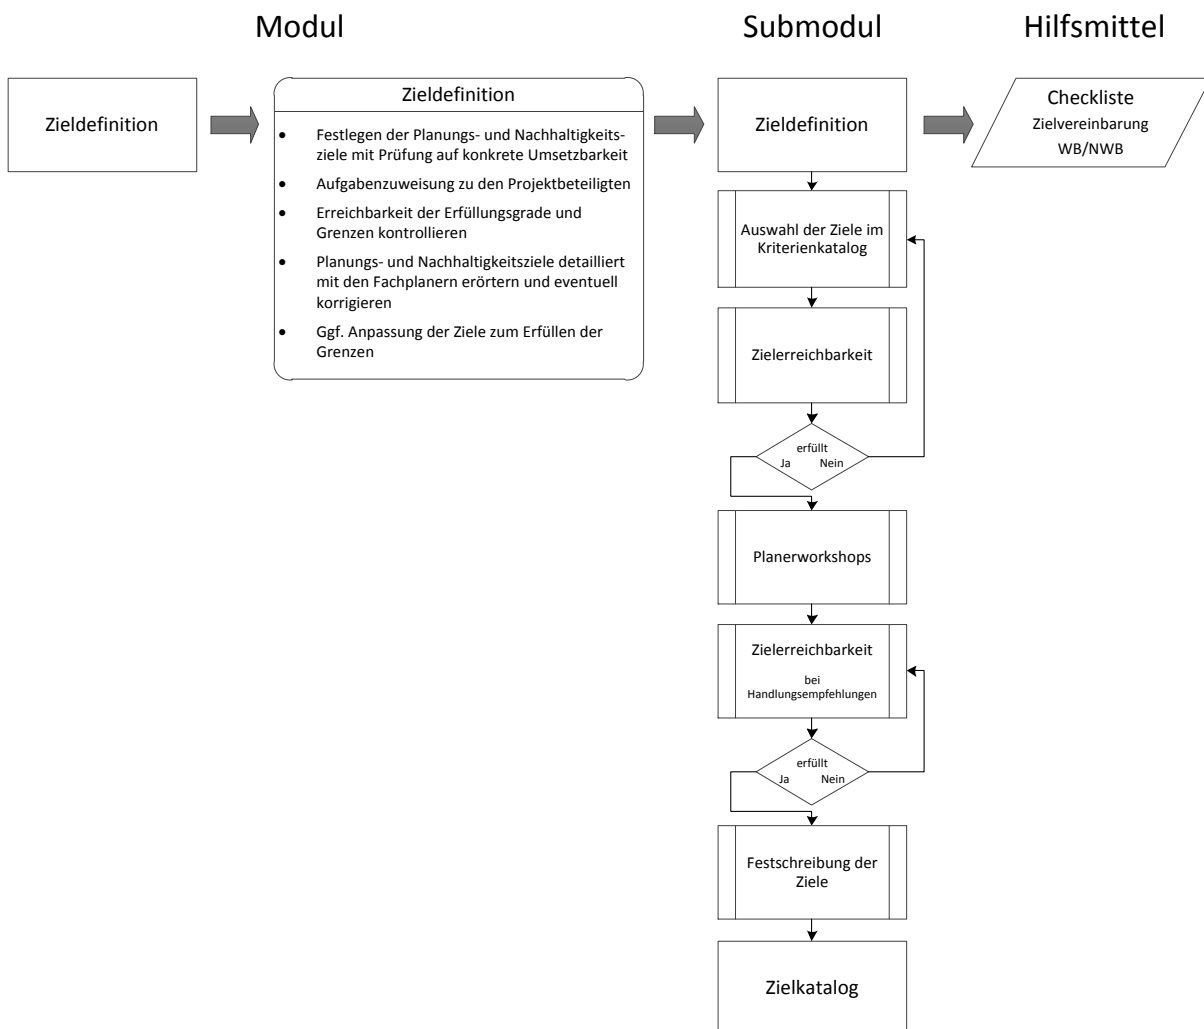 Modul
Submodul
Hilfsmittel
Zieldefinition
Zieldefinition
• Festlegen der Planungs- und Nachhaltigkeits-
ziele mit Prüfung auf konkrete Umsetzbarkeit
• Aufgabenzuweisung zu den Projektbeteiligten
• Erreichbarkeit der Erfüllungsgrade und
Grenzen kontrollieren
• Planungs- und Nachhaltigkeitsziele detailliert
mit den Fachplanern erörtern und eventuell
korrigieren
• Ggf. Anpassung der Ziele zum Erfüllen der
Grenzen
Zieldefinition
Checkliste
Zielvereinbarung
WB/NWB
Auswahl der Ziele im
Kriterienkatalog
Zielerreichbarkeit
erfüllt
Ja Nein
Planerworkshops
Zielerreichbarkeit
bei
Handlungsempfehlungen
erfüllt
Ja Nein
Festschreibung der
Ziele
Zielkatalog